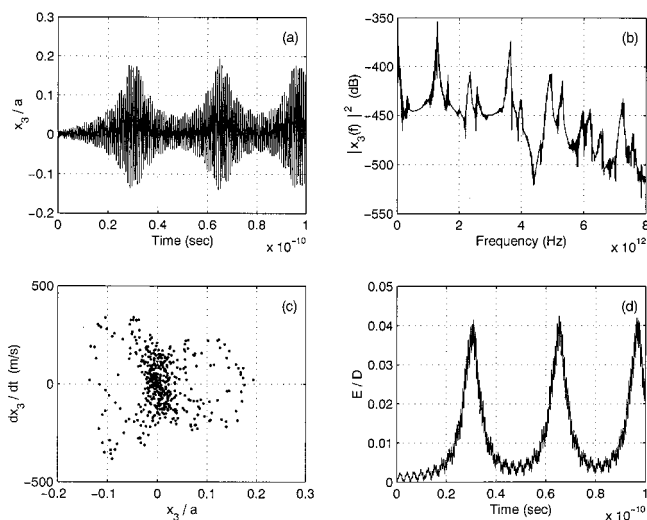 (a)
x3 / a
0.3
0.2
0.1
0
−0.1
−0.2
0 0.2 0.4 0.6 0.8 1
Time (sec)
x 10^-10
(b)
|x3(f)|^2 (dB)
−350
−400
−450
−500
−550
0 2 4 6 8
Frequency (Hz)
x 10^12
(c)
dx3 / dt (m/s)
500
0
−500
−0.2 −0.1 0 0.1 0.2 0.3
x3 / a
(d)
E / D
0.05
0.04
0.03
0.02
0.01
0
0 0.2 0.4 0.6 0.8 1
Time (sec)
x 10^-10